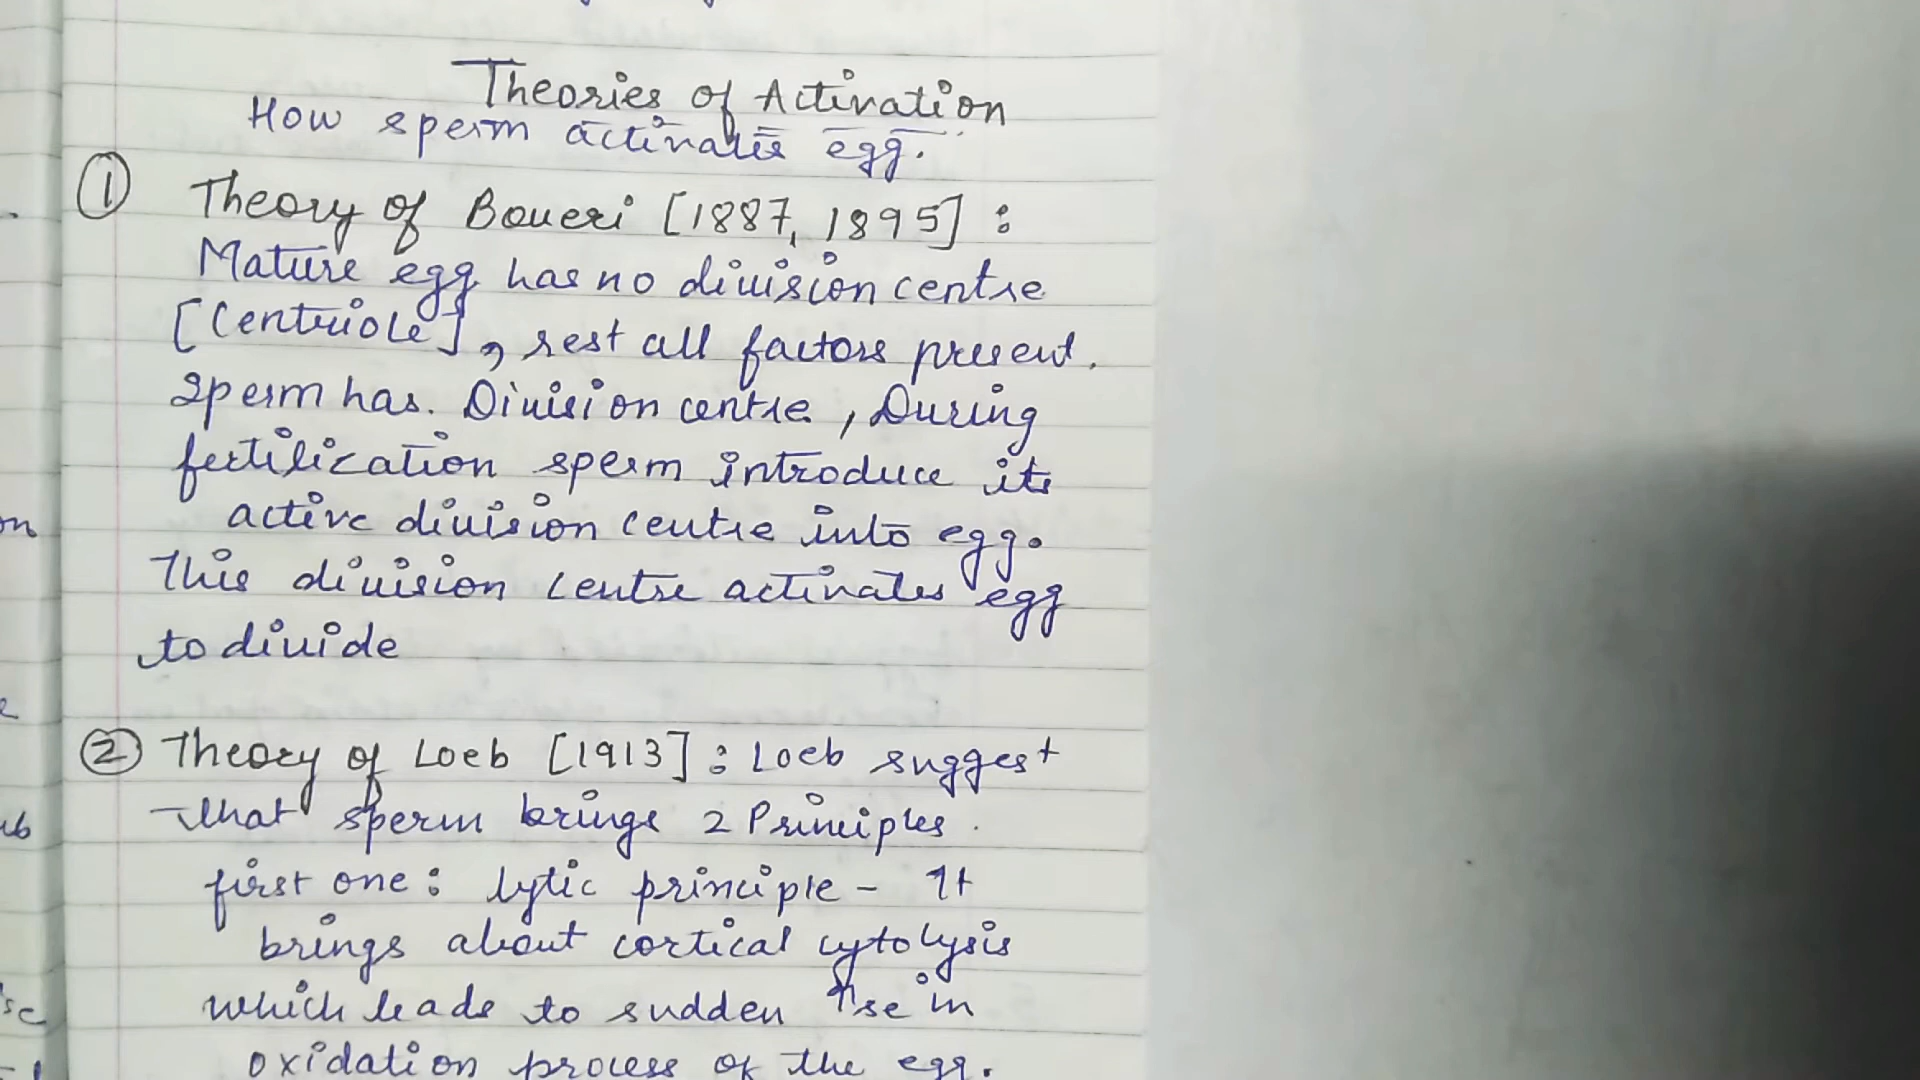 Theories of Activation
How sperm activates egg.
① Theory of Boveri [1887, 1895] :
Mature egg has no division centre
[Centriole], rest all factors present.
Sperm has. Division centre, During
fertilization sperm introduce its
active division centre into egg.
This division centre activates egg
to divide
② Theory of Loeb [1913] : Loeb suggest
that sperm brings 2 Principles.
first one : lytic principle - It
brings about cortical cytolysis
which leads to sudden ↑se in
oxidation process of the egg.